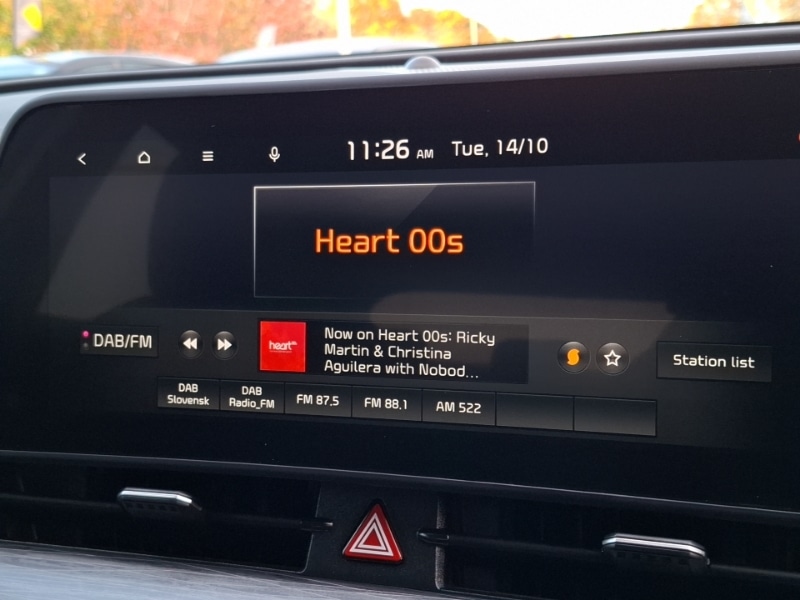 11:26 AM Tue, 14/10
Heart 00s
DAB/FM
heart
Now on Heart 00s: Ricky
Martin & Christina
Aguilera with Nobod...
Station list
DAB
Slovensk
DAB
Radio_FM
FM 87.5
FM 88.1
AM 522